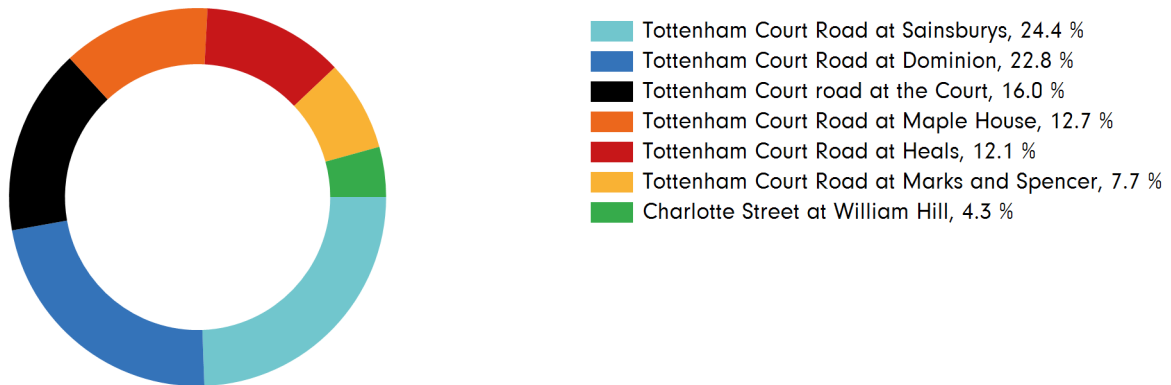 Tottenham Court Road at Sainsburys, 24.4 %
Tottenham Court Road at Dominion, 22.8 %
Tottenham Court road at the Court, 16.0 %
Tottenham Court Road at Maple House, 12.7 %
Tottenham Court Road at Heals, 12.1 %
Tottenham Court Road at Marks and Spencer, 7.7 %
Charlotte Street at William Hill, 4.3 %